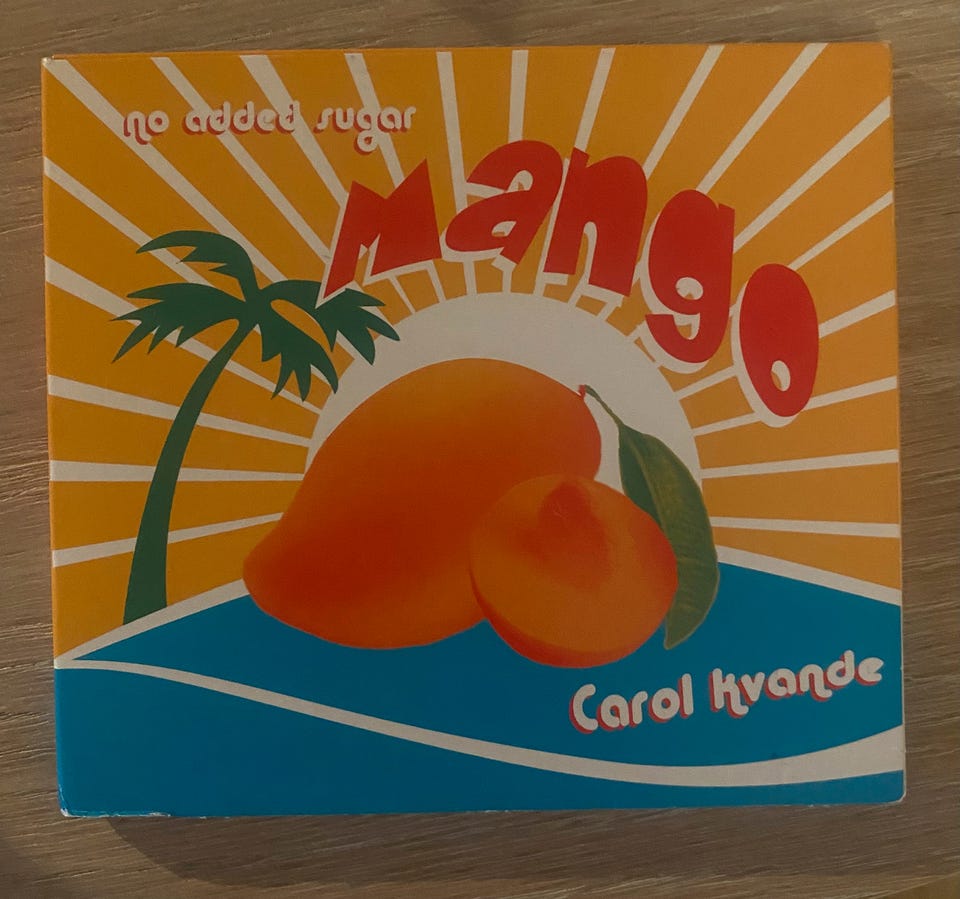 no added sugar
Mango
Carol Kvande